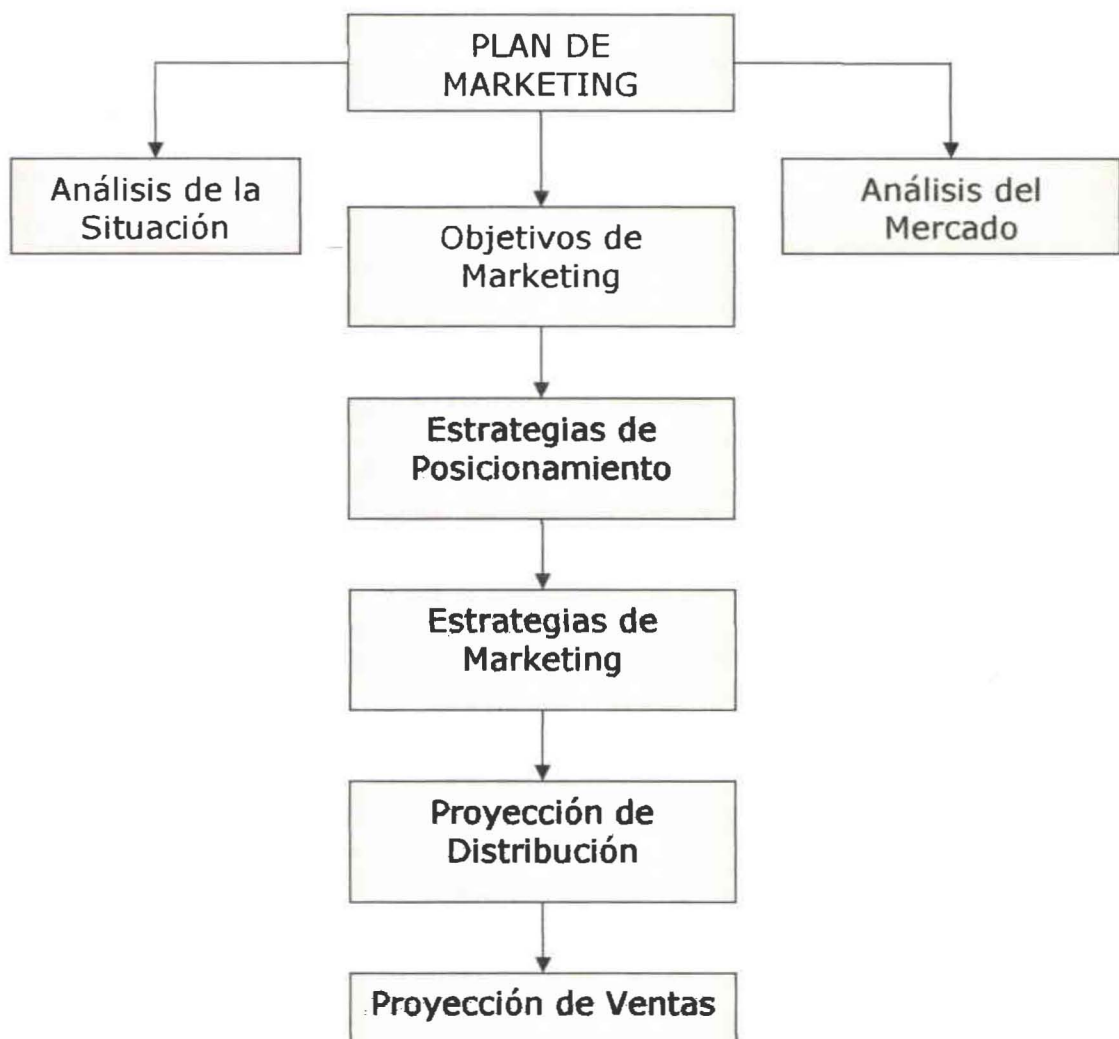 PLAN DE
MARKETING
Análisis de la
Situación
Objetivos de
Marketing
Análisis del
Mercado
Estrategias de
Posicionamiento
Estrategias de
Marketing
Proyección de
Distribución
Proyección de Ventas